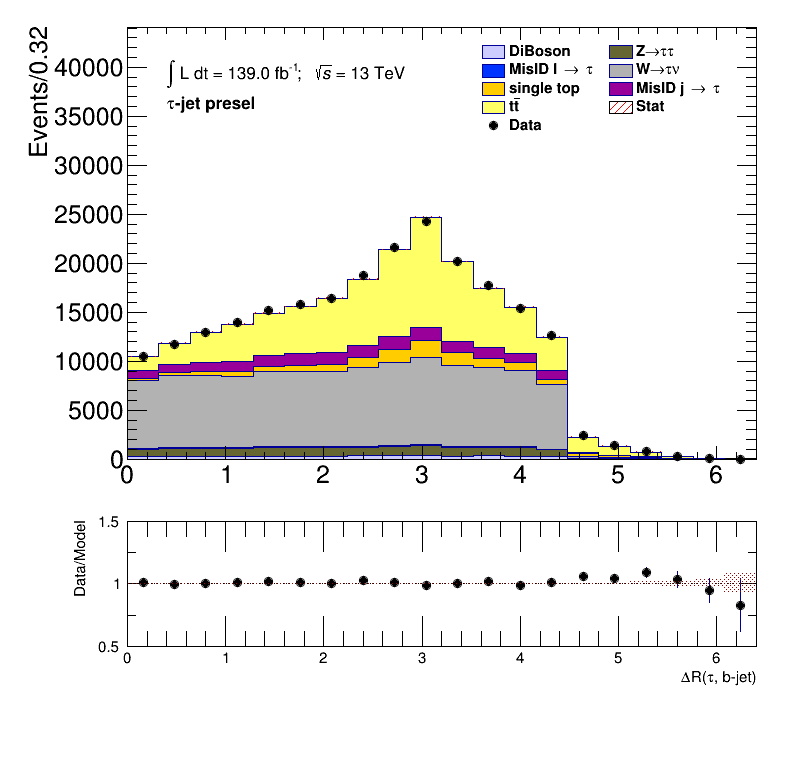 Events/0.32
40000
35000
30000
25000
20000
15000
10000
5000
0
∫ L dt = 139.0 fb⁻¹; √s = 13 TeV
τ-jet presel
DiBoson
MisID l → τ
single top
tt̄
Data
Z→ττ
W→τν
MisID j → τ
Stat
0 1 2 3 4 5 6
Data/Model
1.5
1
0.5
0 1 2 3 4 5 6
ΔR(τ, b-jet)